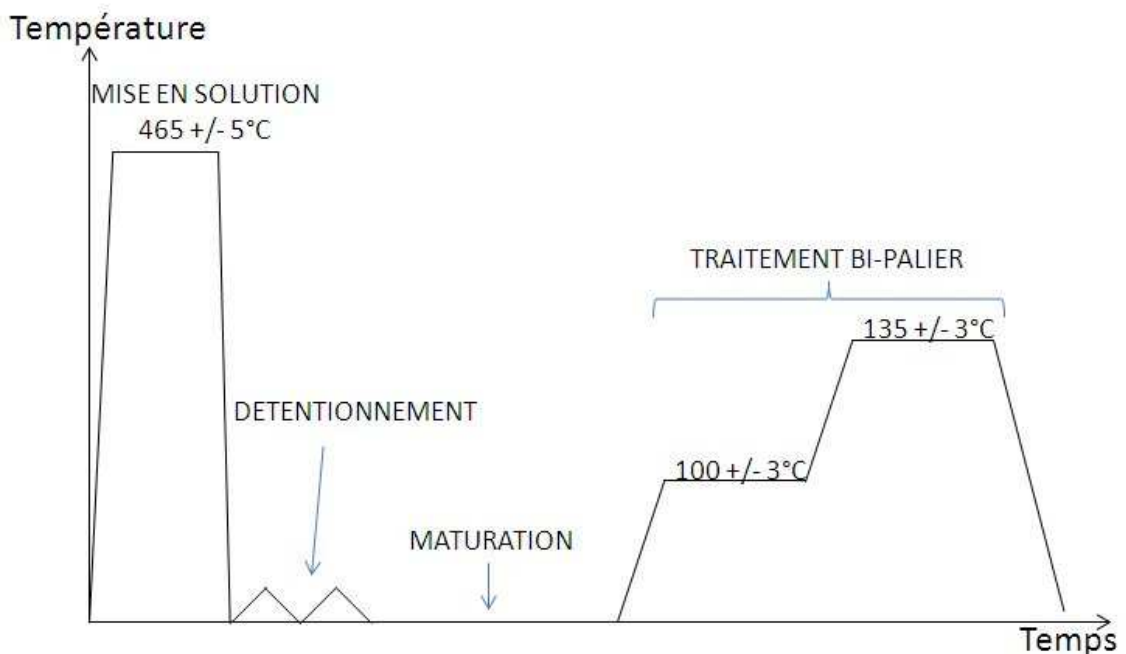 Température
MISE EN SOLUTION
465 +/- 5°C
TRAITEMENT BI-PALIER
135 +/- 3°C
DETENTIONNEMENT
100 +/- 3°C
MATURATION
Temps